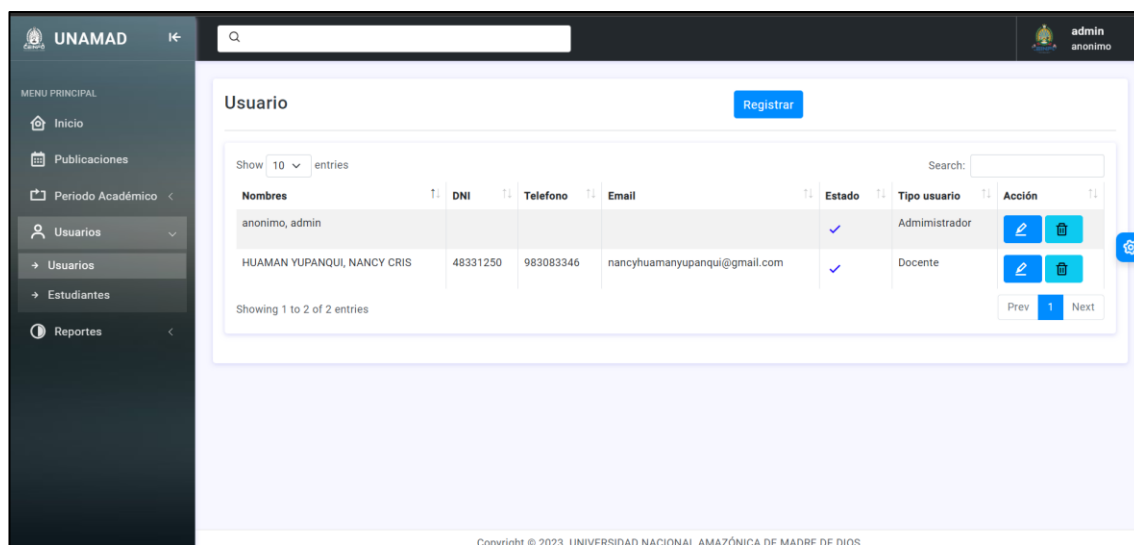 UNAMAD
admin
anonimo
MENU PRINCIPAL
Inicio
Publicaciones
Periodo Académico
Usuarios
Usuarios
Estudiantes
Reportes
Usuario
Registrar
Show 10 entries
Search:
Nombres DNI Telefono Email Estado Tipo usuario Acción
anonimo, admin Admimistrador
HUAMAN YUPANQUI, NANCY CRIS 48331250 983083346 nancyhuamanyupanqui@gmail.com Docente
Showing 1 to 2 of 2 entries
Prev 1 Next
Copyright © 2023 UNIVERSIDAD NACIONAL AMAZÓNICA DE MADRE DE DIOS